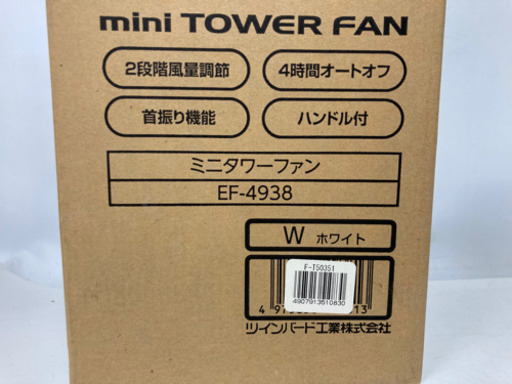 mini TOWER FAN
2段階風量調節 4時間オートオフ
首振り機能 ハンドル付
ミニタワーファン
EF-4938
W ホワイト
F-T50351
4907913510830
ツインバード工業株式会社